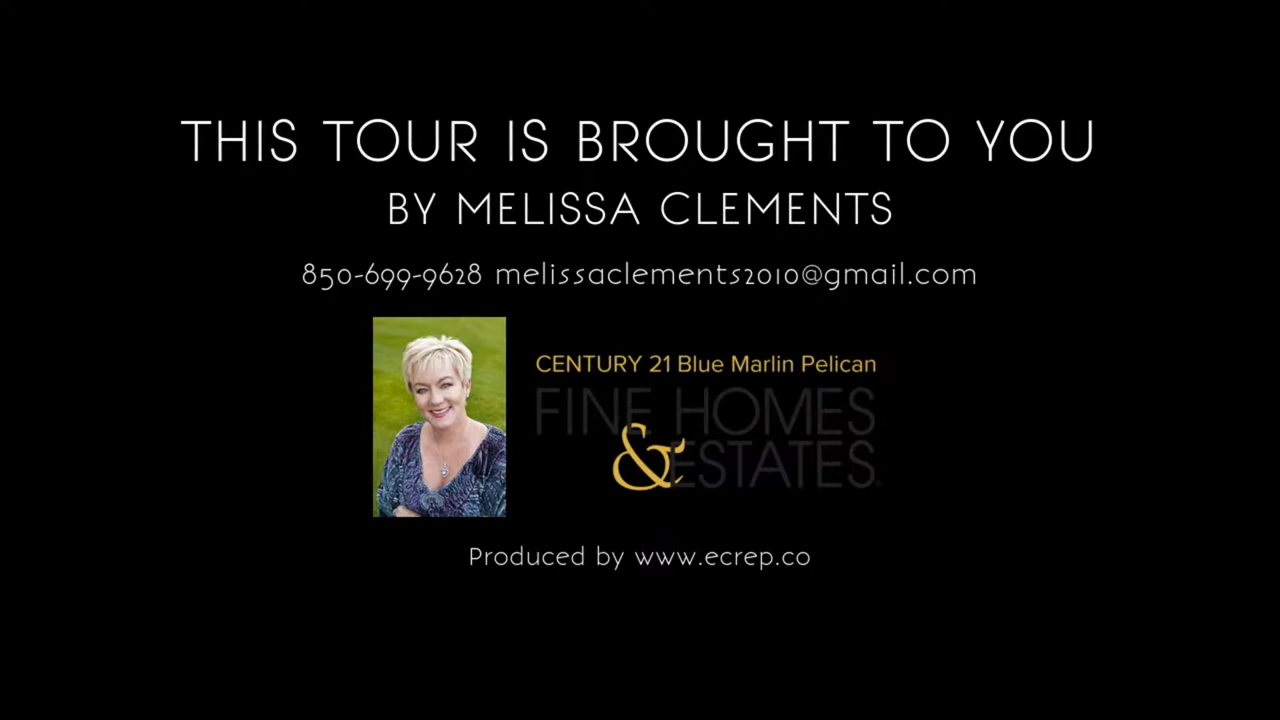 THIS TOUR IS BROUGHT TO YOU
BY MELISSA CLEMENTS
850-699-9628 melissaclements2010@gmail.com
CENTURY 21 Blue Marlin Pelican
FINE HOMES
& ESTATES
Produced by www.ecrep.co